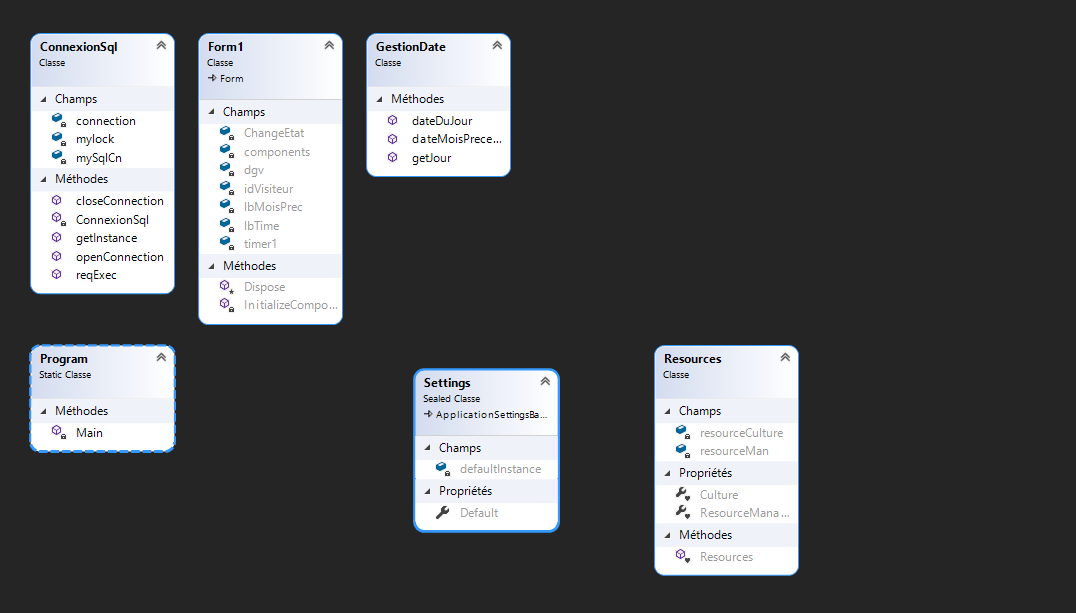 ConnexionSql
Classe
Champs
connection
mylock
mySqlCn
Méthodes
closeConnection
ConnexionSql
getInstance
openConnection
reqExec
Form1
Classe
Form
Champs
ChangeEtat
components
dgv
idVisiteur
lbMoisPrec
lbTime
timer1
Méthodes
Dispose
InitializeCompo...
GestionDate
Classe
Méthodes
dateDuJour
dateMoisPrece...
getJour
Program
Static Classe
Méthodes
Main
Settings
Sealed Classe
ApplicationSettingsBa...
Champs
defaultInstance
Propriétés
Default
Resources
Classe
Champs
resourceCulture
resourceMan
Propriétés
Culture
ResourceMana...
Méthodes
Resources